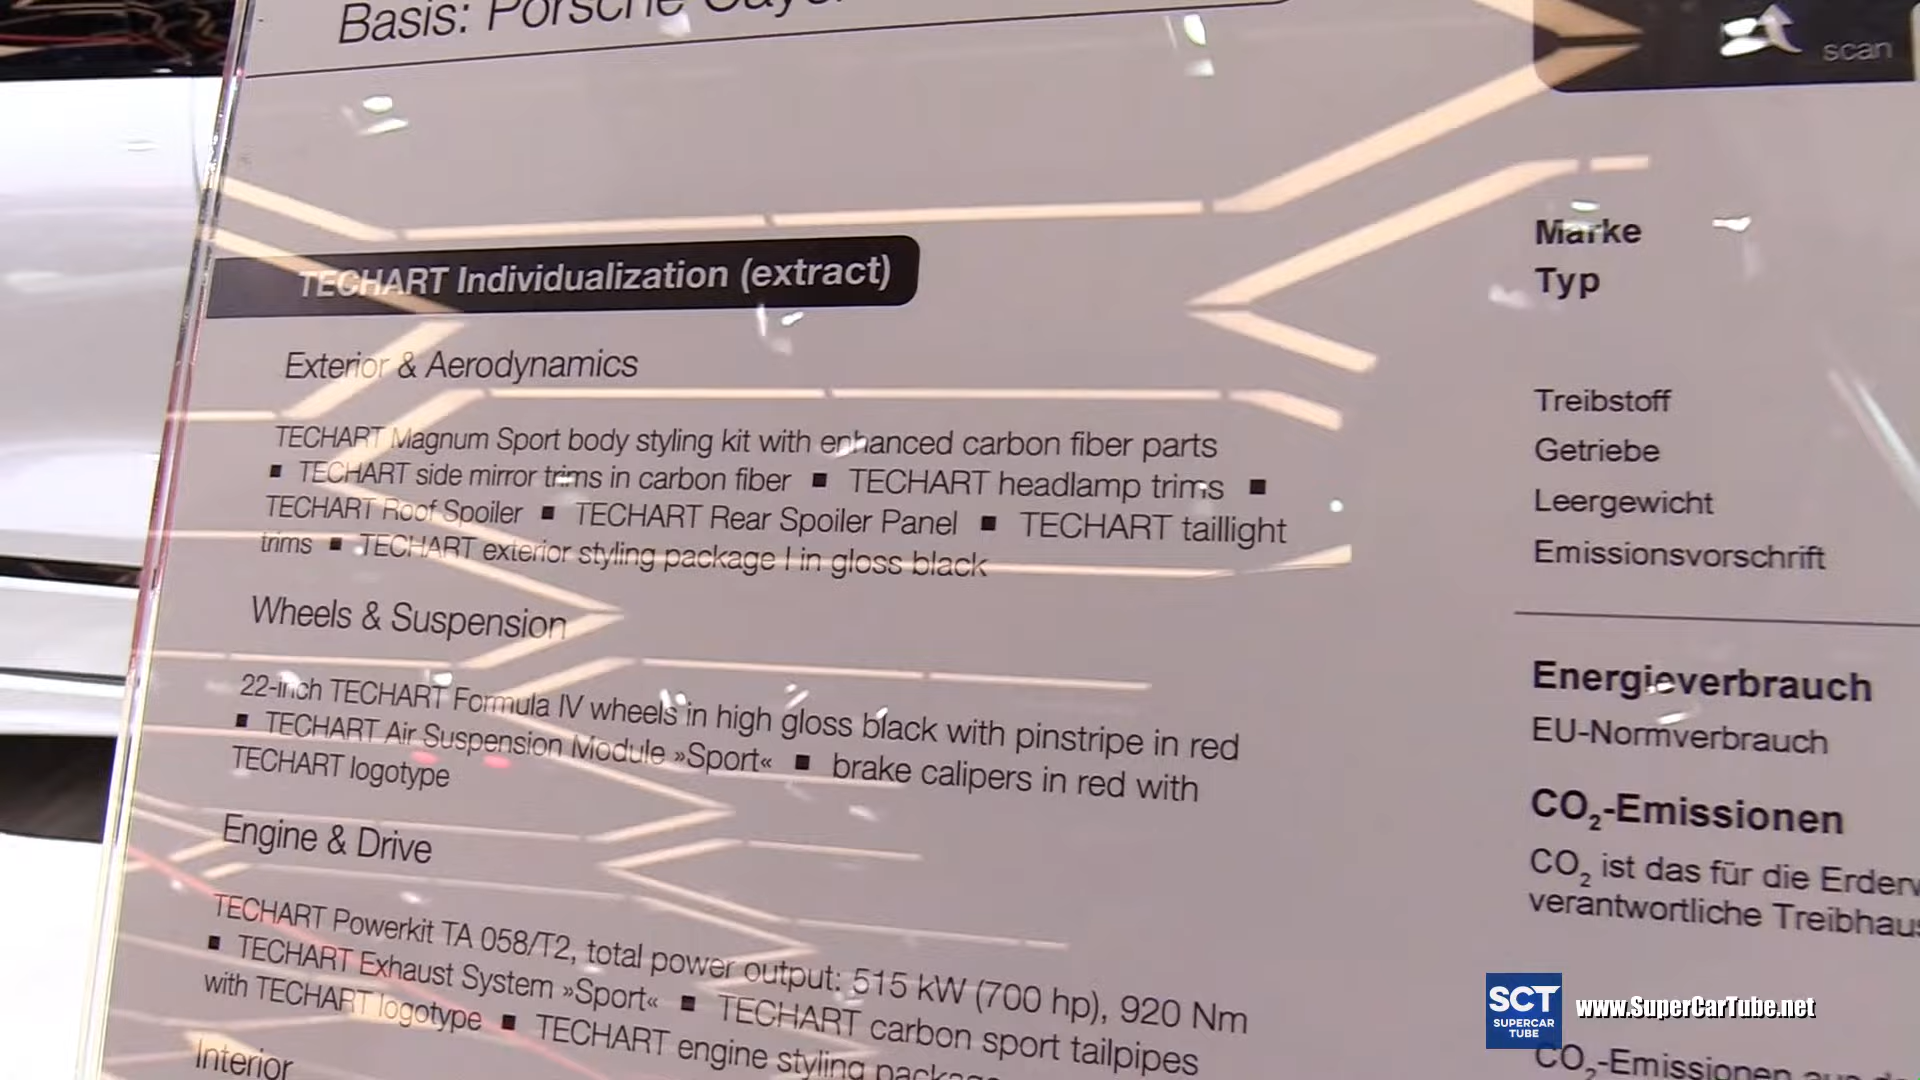 Basis: Porsche
scan
TECHART Individualization (extract)
Exterior & Aerodynamics
TECHART Magnum Sport body styling kit with enhanced carbon fiber parts
■ TECHART side mirror trims in carbon fiber ■ TECHART headlamp trims ■
TECHART Roof Spoiler ■ TECHART Rear Spoiler Panel ■ TECHART taillight
trims ■ TECHART exterior styling package I in gloss black
Wheels & Suspension
22-inch TECHART Formula IV wheels in high gloss black with pinstripe in red
■ TECHART Air Suspension Module »Sport« ■ brake calipers in red with
TECHART logotype
Engine & Drive
TECHART Powerkit TA 058/T2, total power output: 515 kW (700 hp), 920 Nm
■ TECHART Exhaust System »Sport« ■ TECHART carbon sport tailpipes
with TECHART logotype ■ TECHART engine styling
Interior
Marke
Typ
Treibstoff
Getriebe
Leergewicht
Emissionsvorschrift
Energieverbrauch
EU-Normverbrauch
CO₂-Emissionen
CO₂ ist das für die
verantwortliche
CO₂-Emissionen
SCT
SUPERCAR
TUBE
www.SuperCarTube.net